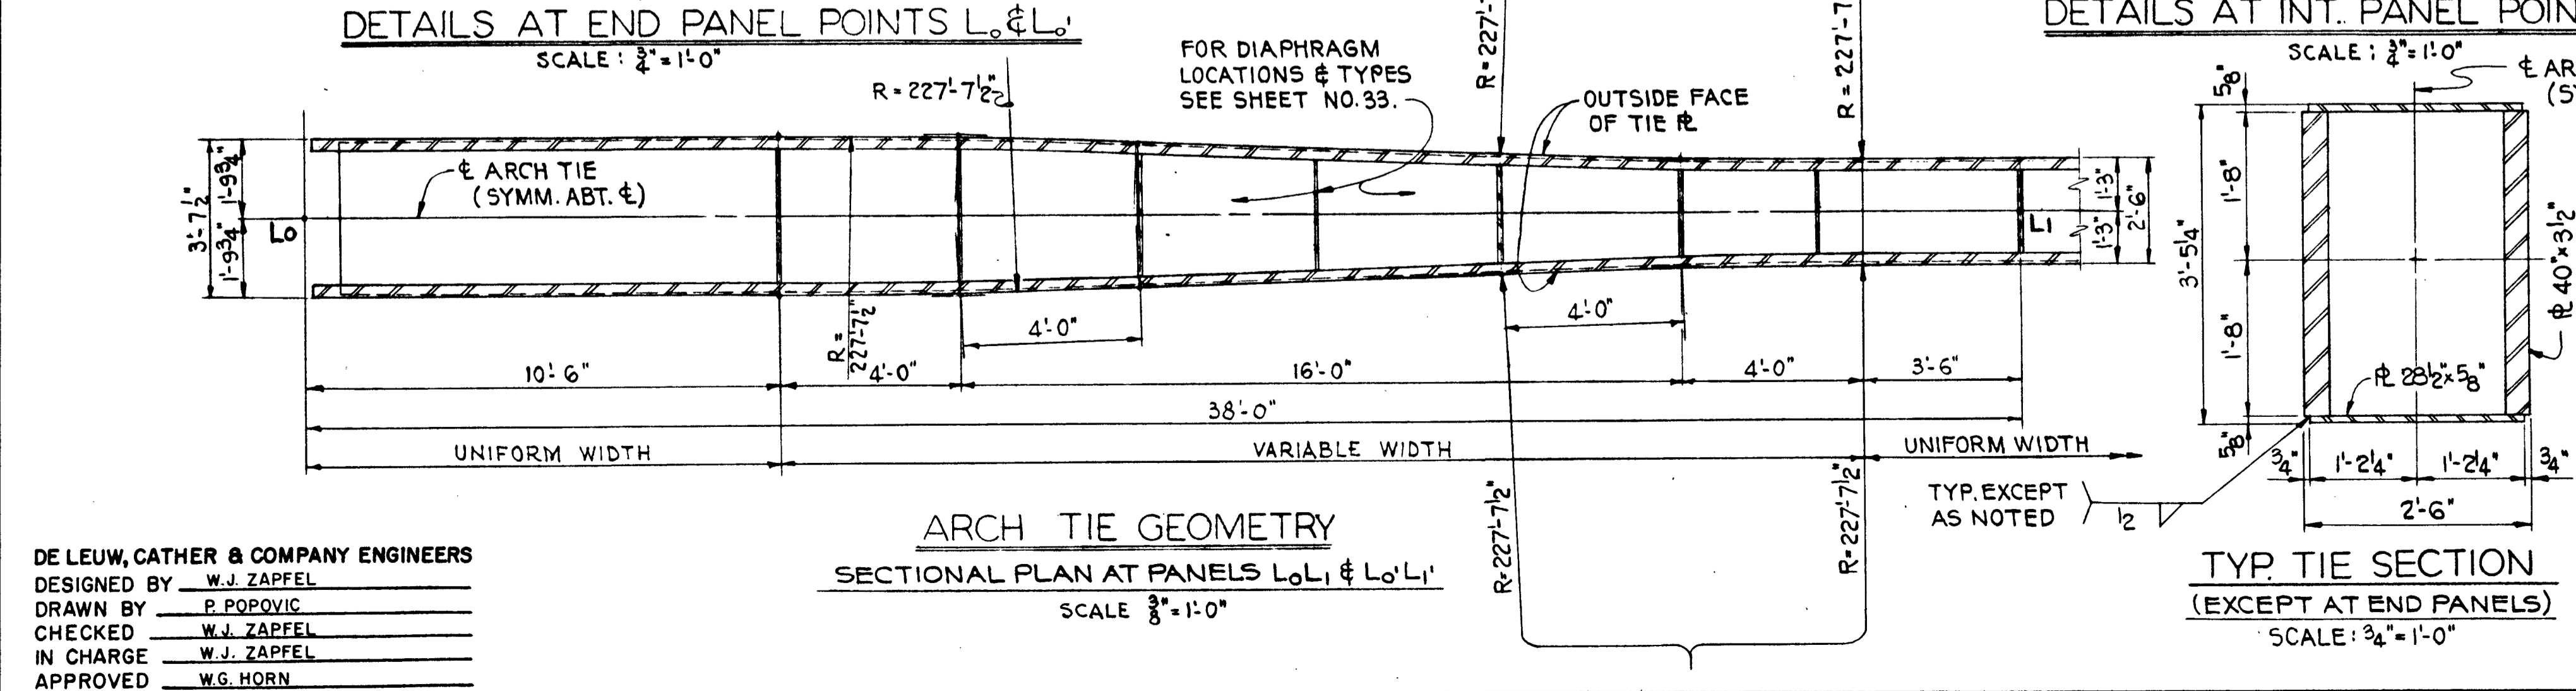 DETAILS AT END PANEL POINTS L₀ & L₀'
SCALE: 3/4" = 1'-0"
R = 227'-7 1/2"
FOR DIAPHRAGM
LOCATIONS & TYPES
SEE SHEET NO. 33.
R = 227'-7
R = 227'-7
OUTSIDE FACE
OF TIE ℄
℄ ARCH TIE
(SYMM. ABT. ℄)
3'-7 1/2"
1'-9 3/4"
1'-9 3/4"
L₀
L₁
1'-3"
1'-3"
2'-6"
R =
227'-7 1/2"
4'-0"
4'-0"
10'-6"
4'-0"
16'-0"
4'-0"
3'-6"
38'-0"
UNIFORM WIDTH
VARIABLE WIDTH
UNIFORM WIDTH
R = 227'-7 1/2"
R = 227'-7 1/2"
ARCH TIE GEOMETRY
SECTIONAL PLAN AT PANELS L₀L₁ & L₀'L₁'
SCALE 3/8" = 1'-0"
DETAILS AT INT. PANEL POIN
SCALE: 3/4" = 1'-0"
℄ AR
(S
5/8"
1'-8"
3'-5 1/4"
1'-8"
5/8"
PL 40" x 3 1/2"
PL 28 1/2" x 5/8"
3/4"
1'-2 1/4"
1'-2 1/4"
3/4"
2'-6"
TYP. EXCEPT
AS NOTED
1/2
TYP. TIE SECTION
(EXCEPT AT END PANELS)
SCALE: 3/4" = 1'-0"
DE LEUW, CATHER & COMPANY ENGINEERS
DESIGNED BY W.J. ZAPFEL
DRAWN BY P. POPOVIC
CHECKED W.J. ZAPFEL
IN CHARGE W.J. ZAPFEL
APPROVED W.G. HORN